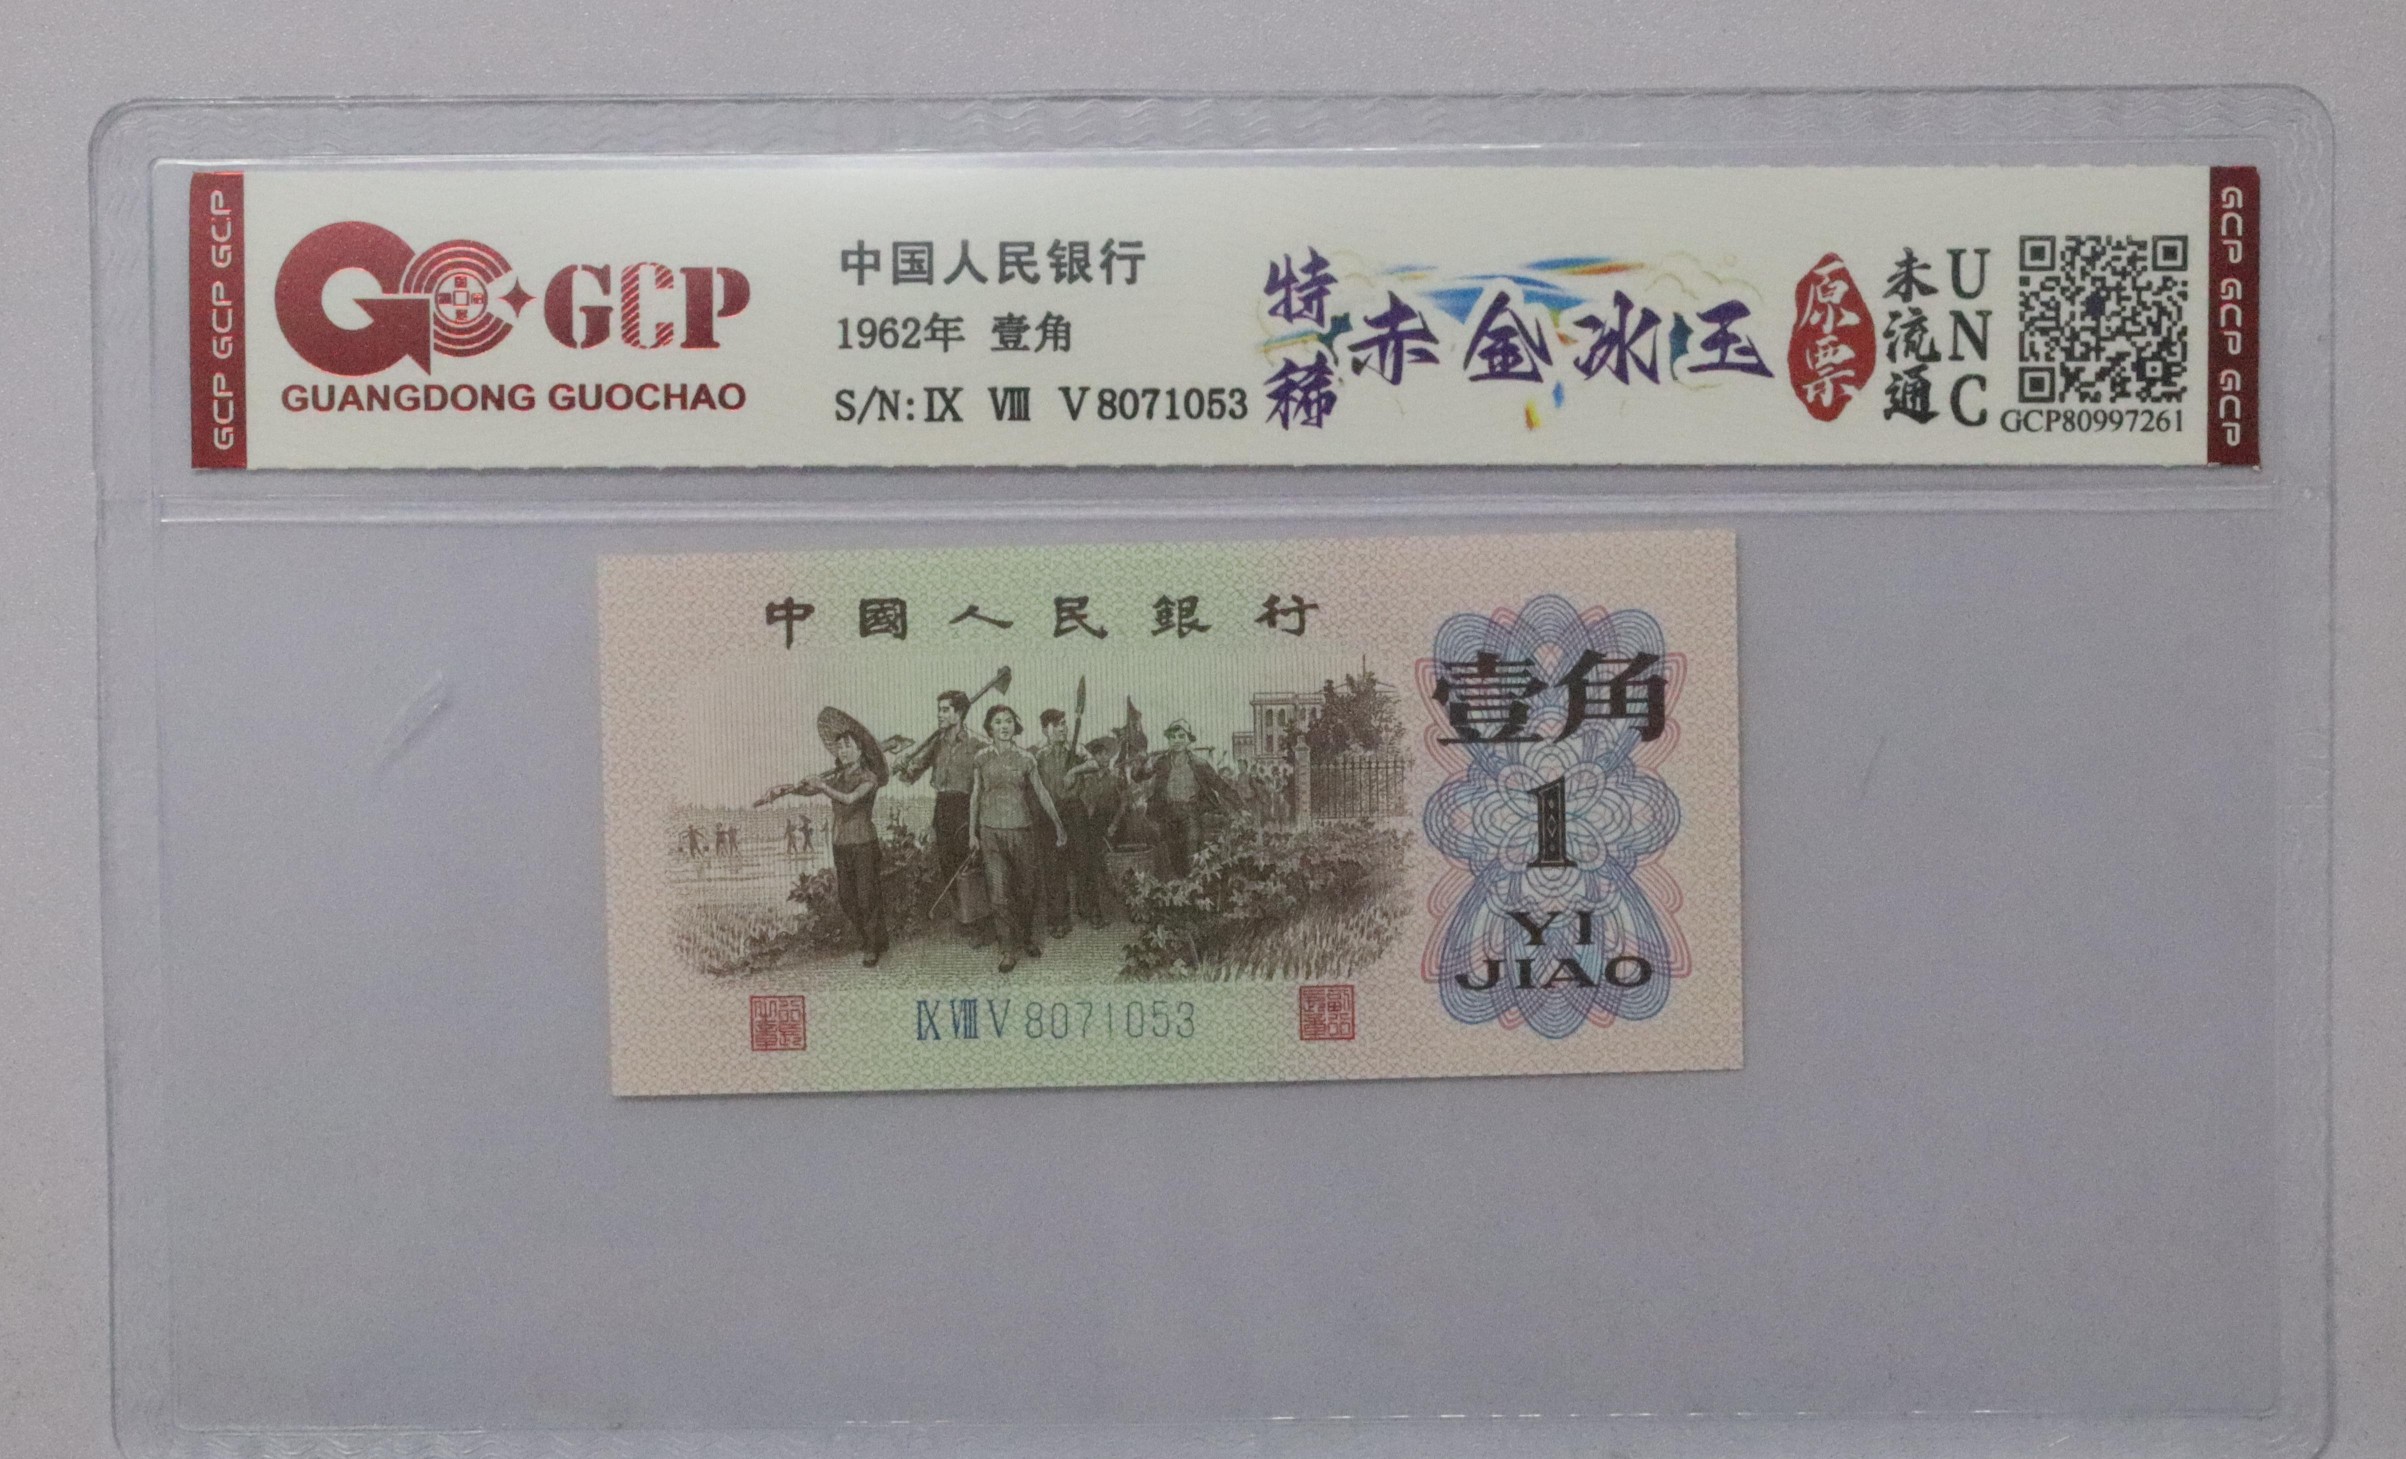 GCP GCP GCP
GCP
GUANGDONG GUOCHAO
中国人民银行
1962年 壹角
S/N: IX VIII V 8071053
特稀
赤金冰玉
原票
未流通
UNC
GCP80997261
GCP GCP GCP
中國人民銀行
壹角
1
YI
JIAO
IX VIII V 8071053